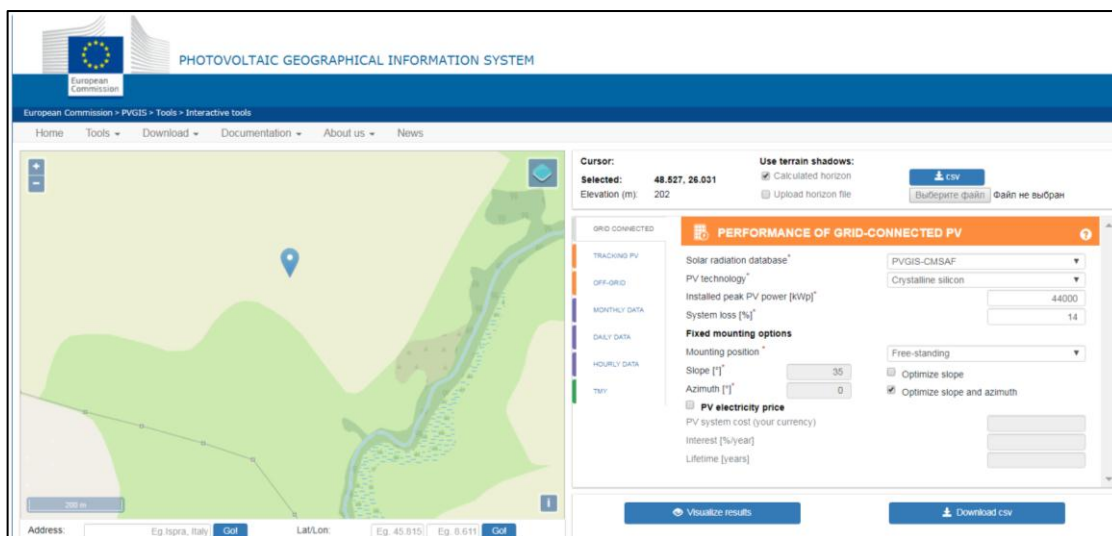 European
Commission
PHOTOVOLTAIC GEOGRAPHICAL INFORMATION SYSTEM
European Commission > PVGIS > Tools > Interactive tools
Home Tools Download Documentation About us News
+
−
200 m
i
Address: Eg.Ispra, Italy Go! Lat/Lon: Eg. 45.815 Eg. 8.611 Go!
Cursor:
Selected: 48.527, 26.031
Elevation (m): 202
Use terrain shadows:
Calculated horizon
Upload horizon file
csv
Выберите файл Файл не выбран
GRID CONNECTED
TRACKING PV
OFF-GRID
MONTHLY DATA
DAILY DATA
HOURLY DATA
TMY
PERFORMANCE OF GRID-CONNECTED PV ?
Solar radiation database* PVGIS-CMSAF
PV technology* Crystalline silicon
Installed peak PV power [kWp]* 44000
System loss [%]* 14
Fixed mounting options
Mounting position * Free-standing
Slope [°]* 35 Optimize slope
Azimuth [°]* 0 Optimize slope and azimuth
PV electricity price
PV system cost (your currency)
Interest [%/year]
Lifetime [years]
Visualize results Download csv